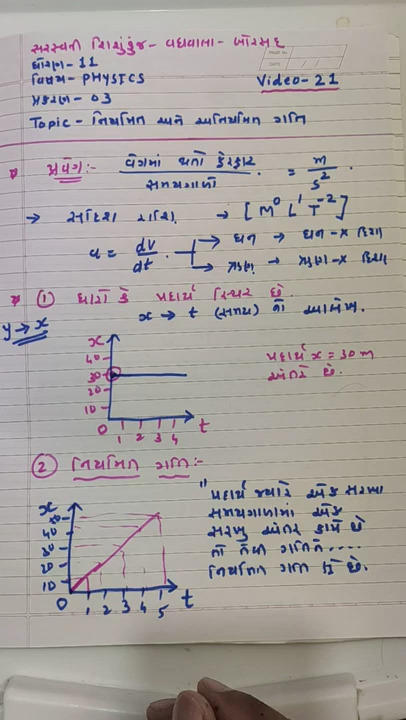 સરસ્વતી શિશુકુંજ - વઘવાલા - બોરસદ
ધોરણ - 11
વિષય - PHYSICS
Video - 21
પ્રકરણ - 03
Topic - નિયમિત અને અનિયમિત ગતિ
DATE
* પ્રવેગ :- વેગમાં થતો ફેરફાર / સમયગાળો = m / s² .
→ સદિશ રાશિ → [M⁰ L¹ T⁻²]
a = dv / dt . → ધન → ધન - x દિશા
→ ઋણ → ઋણ - x દિશા
* ① ધારો કે પદાર્થ સ્થિર છે.
y → x
x → t (સમય) નો આલેખ.
x
40
30
20
10
0 1 2 3 4 t
પદાર્થ x = 30 m
અંતરે છે.
② નિયમિત ગતિ :-
x
50
40
30
20
10
0 1 2 3 4 5 t
"પદાર્થ જ્યારે એક સરખા
સમયગાળામાં એક
સરખુ અંતર કાપે છે
તો તેવી ગતિને ....
નિયમિત ગતિ કહે છે.